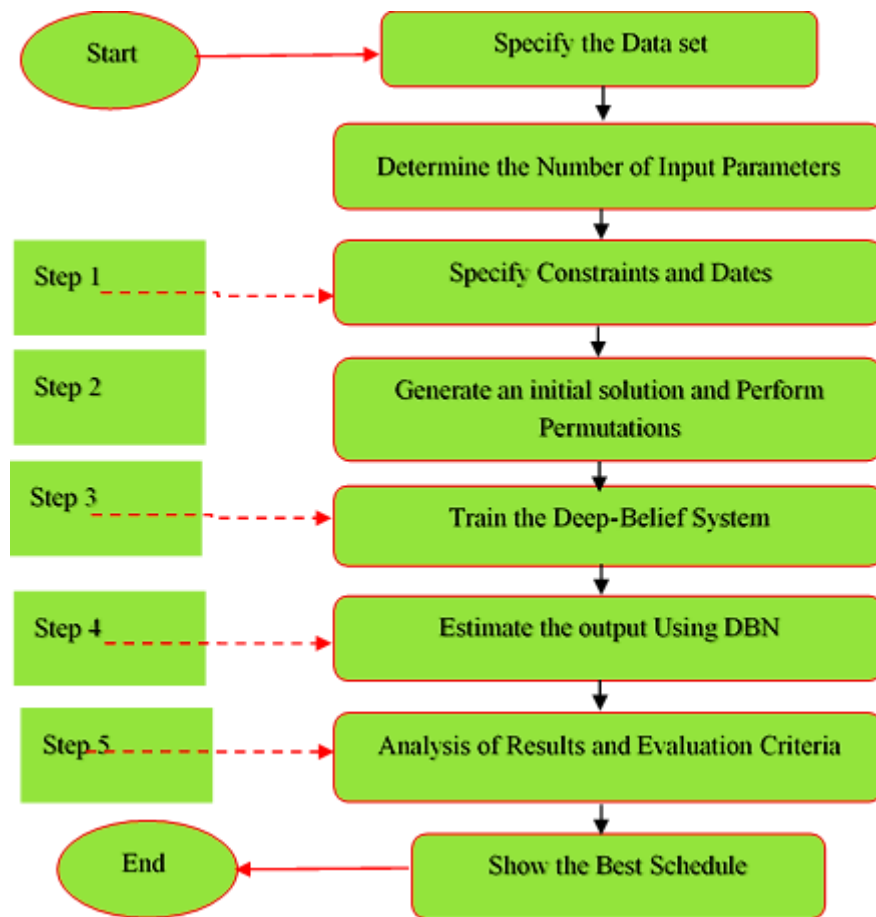 Start
Specify the Data set
Determine the Number of Input Parameters
Step 1
Specify Constraints and Dates
Step 2
Generate an initial solution and Perform
Permutations
Step 3
Train the Deep-Belief System
Step 4
Estimate the output Using DBN
Step 5
Analysis of Results and Evaluation Criteria
End
Show the Best Schedule